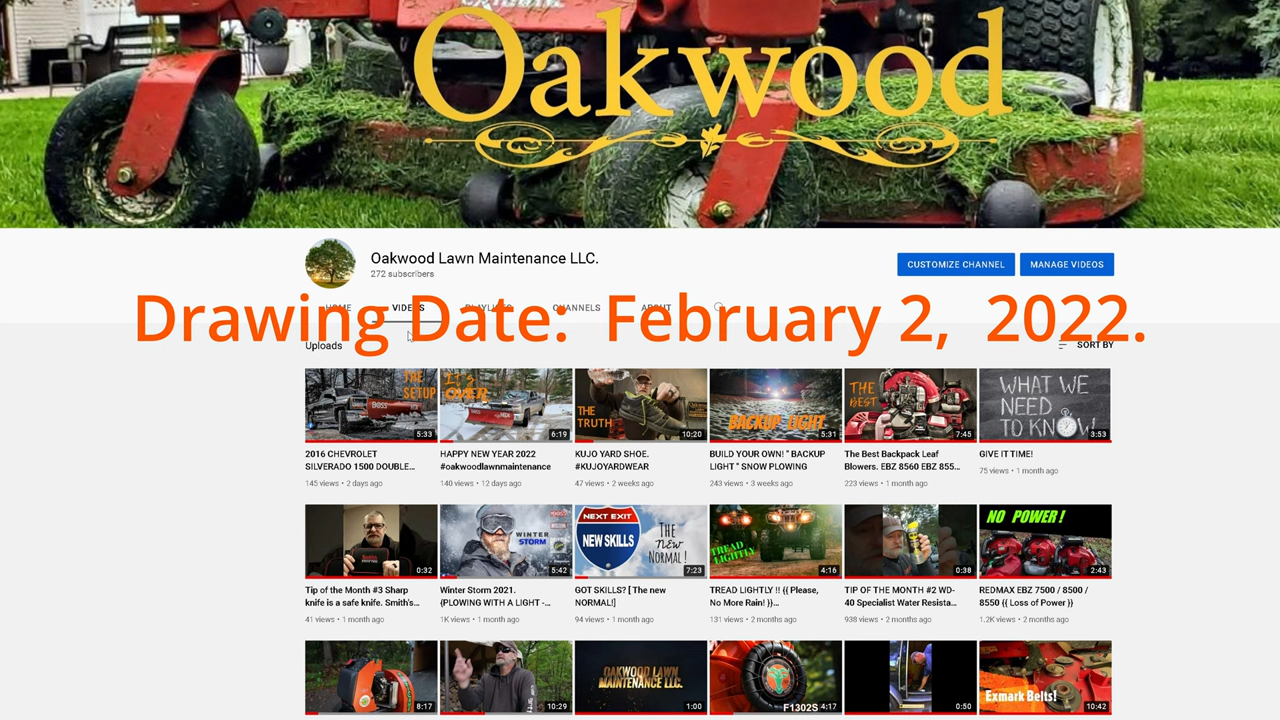 Oakwood
Oakwood Lawn Maintenance LLC.
272 subscribers
CUSTOMIZE CHANNEL
MANAGE VIDEOS
HOME
VIDEOS
PLAYLISTS
CHANNELS
ABOUT
Drawing Date: February 2, 2022.
Uploads
SORT BY
THE
SETUP
BOSS
5:33
It's
OVER
6:19
THE
TRUTH
10:20
BACKUP LIGHT
5:31
THE
BEST
7:45
WHAT WE
NEED
TO KNOW
3:53
2016 CHEVROLET
SILVERADO 1500 DOUBLE...
145 views • 2 days ago
HAPPY NEW YEAR 2022
#oakwoodlawnmaintenance
140 views • 12 days ago
KUJO YARD SHOE.
#KUJOYARDWEAR
47 views • 2 weeks ago
BUILD YOUR OWN! " BACKUP
LIGHT " SNOW PLOWING
243 views • 3 weeks ago
The Best Backpack Leaf
Blowers. EBZ 8560 EBZ 855...
223 views • 1 month ago
GIVE IT TIME!
75 views • 1 month ago
0:32
WINTER
STORM
5:42
NEXT EXIT
NEW SKILLS
THE
New
NORMAL!
7:23
TREAD
LIGHTLY
4:16
0:38
NO POWER!
2:43
Tip of the Month #3 Sharp
knife is a safe knife. Smith's...
41 views • 1 month ago
Winter Storm 2021.
{PLOWING WITH A LIGHT -...
1K views • 1 month ago
GOT SKILLS? [ The new
NORMAL!]
94 views • 1 month ago
TREAD LIGHTLY !! {{ Please,
No More Rain! }}...
131 views • 2 months ago
TIP OF THE MONTH #2 WD-
40 Specialist Water Resista...
938 views • 2 months ago
REDMAX EBZ 7500 / 8500 /
8550 {{ Loss of Power }}
1.2K views • 2 months ago
8:17
10:29
OAKWOOD LAWN
MAINTENANCE LLC.
1:00
F1302S
4:17
0:50
Exmark Belts!
10:42